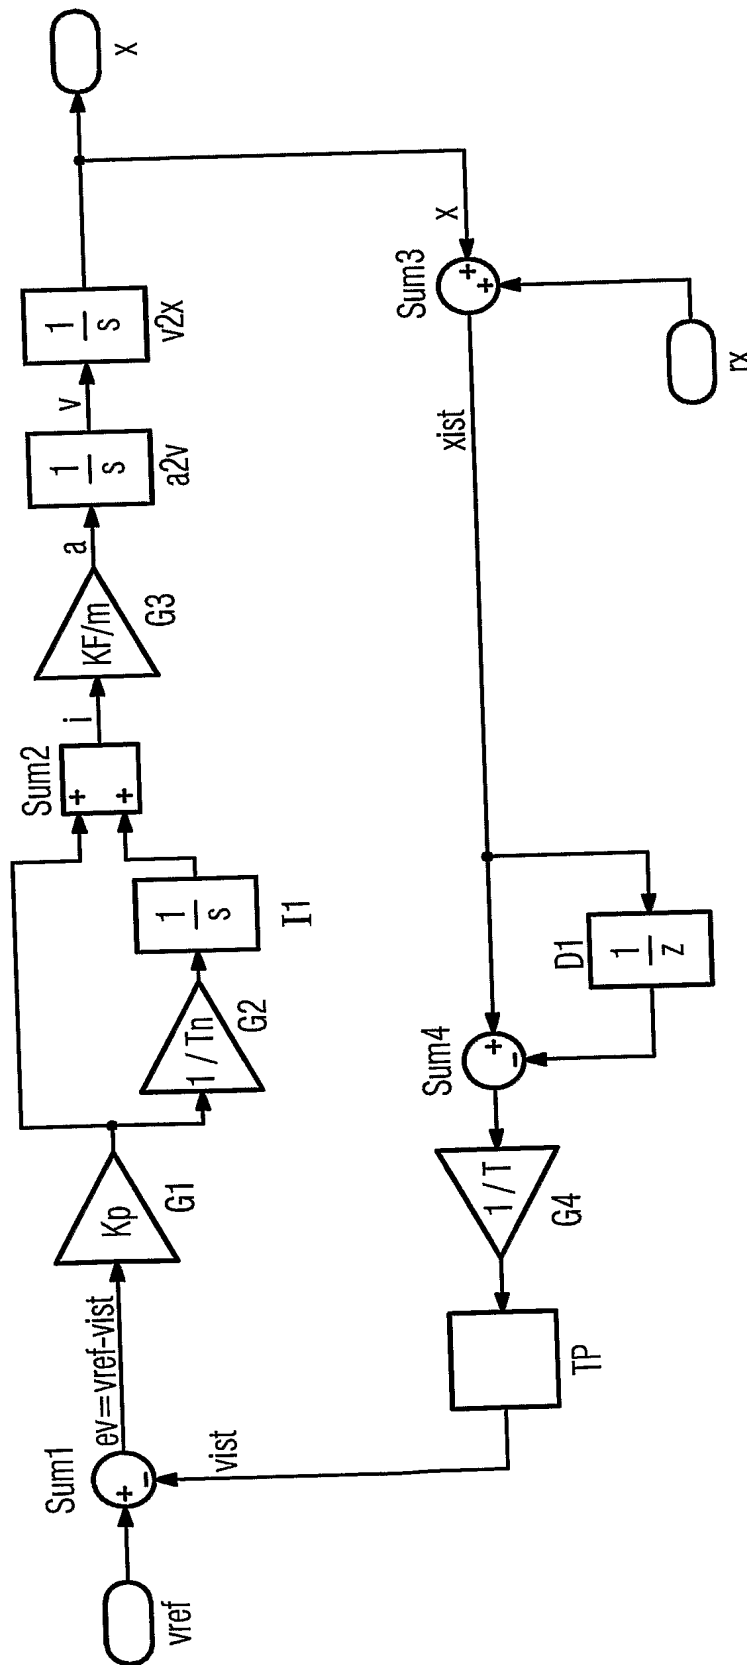 vref
Sum1
+
-
ev=vref-vist
Kp
G1
1/Tn
G2
1
s
I1
Sum2
+
+
i
KF/m
G3
a
1
s
a2v
v
1
s
v2x
x
x
Sum3
+
+
rx
xist
D1
1
z
Sum4
+
-
1/T
G4
TP
vist